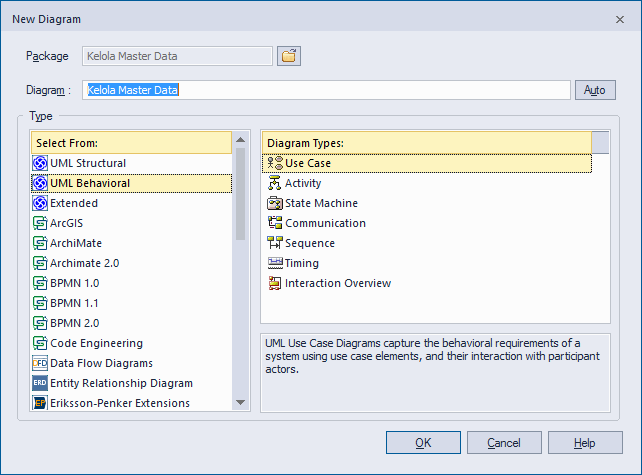 New Diagram
Package
Kelola Master Data
Diagram :
Kelola Master Data
Auto
Type
Select From:
UML Structural
UML Behavioral
Extended
ArcGIS
ArchiMate
Archimate 2.0
BPMN 1.0
BPMN 1.1
BPMN 2.0
Code Engineering
DFD Data Flow Diagrams
ERD Entity Relationship Diagram
EP Eriksson-Penker Extensions
Diagram Types:
Use Case
Activity
State Machine
Communication
Sequence
Timing
Interaction Overview
UML Use Case Diagrams capture the behavioral requirements of a
system using use case elements, and their interaction with participant
actors.
OK
Cancel
Help